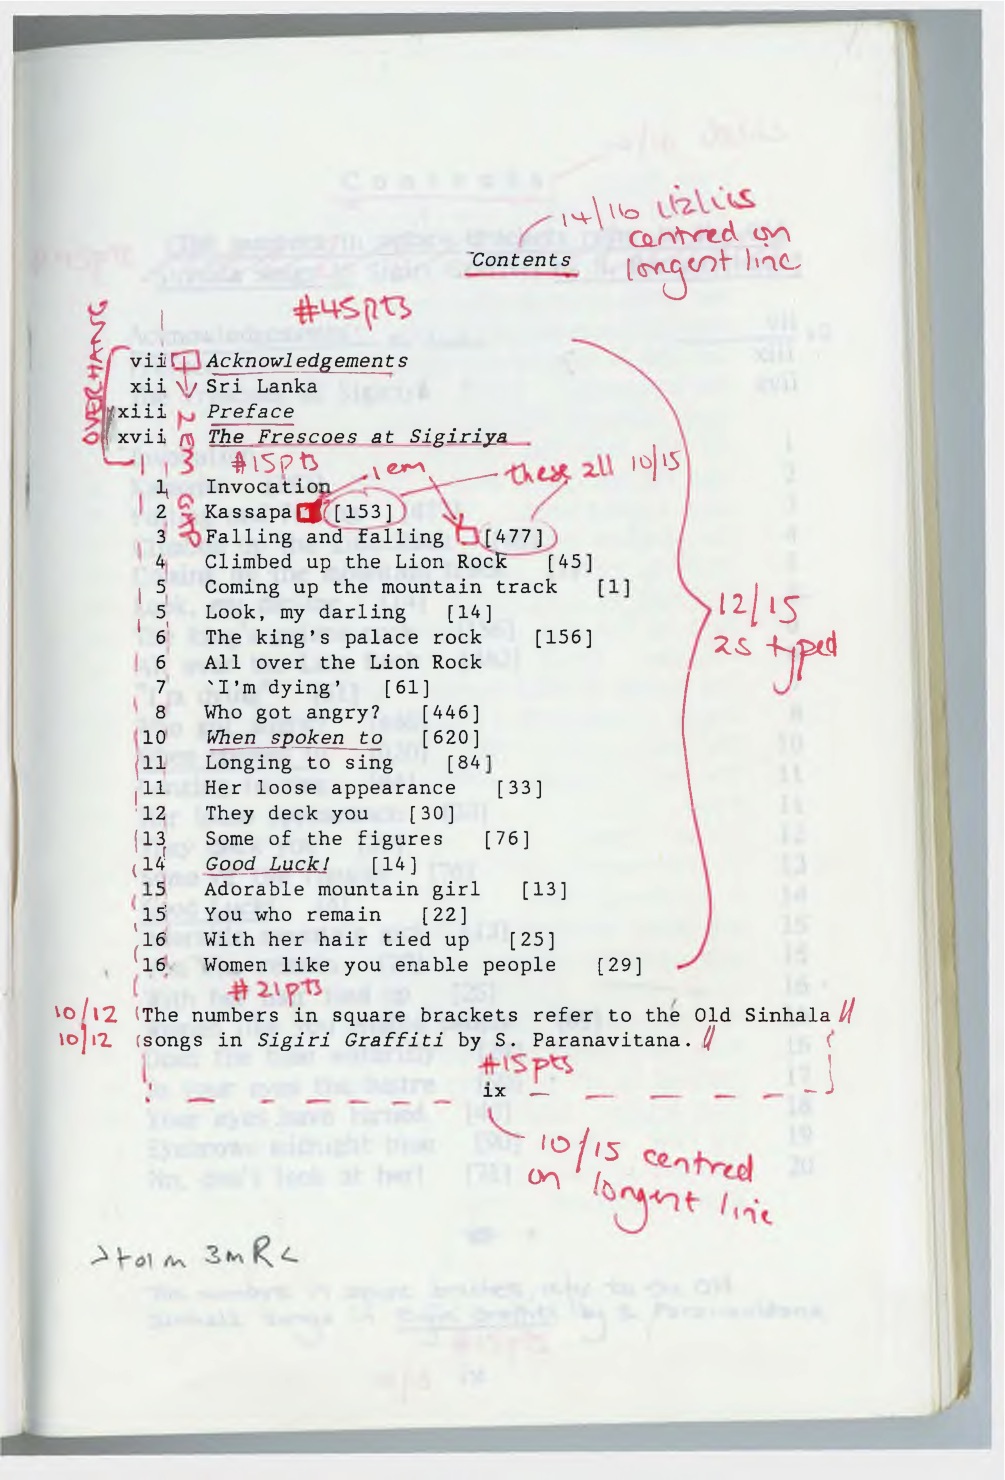 14/16 italics
centred on
longest line
Contents
#45pts
OVERHANG
vii Acknowledgements
xii Sri Lanka
xiii Preface
xvii The Frescoes at Sigiriya
2 EM GAP
#15pts
1em
these all 10/15
1 Invocation
2 Kassapa [153]
3 Falling and falling [477]
4 Climbed up the Lion Rock [45]
5 Coming up the mountain track [1]
5 Look, my darling [14]
6 The king's palace rock [156]
6 All over the Lion Rock
7 `I'm dying' [61]
8 Who got angry? [446]
10 When spoken to [620]
11 Longing to sing [84]
11 Her loose appearance [33]
12 They deck you [30]
13 Some of the figures [76]
14 Good Luck! [14]
15 Adorable mountain girl [13]
15 You who remain [22]
16 With her hair tied up [25]
16 Women like you enable people [29]
12/15
as typed
#21pts
10/12 The numbers in square brackets refer to the Old Sinhala
10/12 songs in Sigiri Graffiti by S. Paranavitana.
#15pts
ix
10/15 centred
on longest line